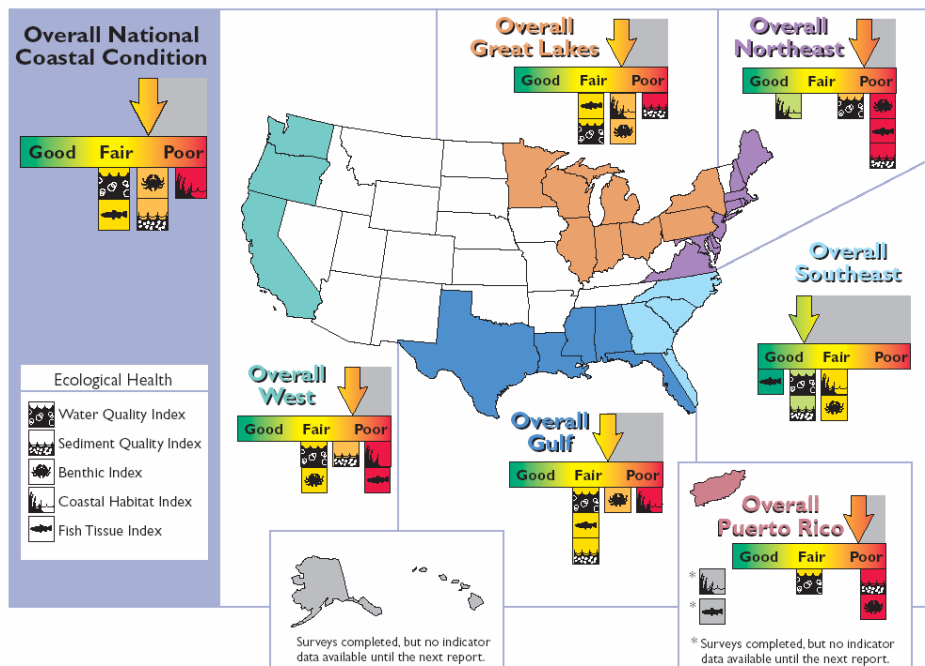 Overall National
Coastal Condition
Good Fair Poor
Ecological Health
Water Quality Index
Sediment Quality Index
Benthic Index
Coastal Habitat Index
Fish Tissue Index
Overall
Great Lakes
Good Fair Poor
Overall
Northeast
Good Fair Poor
Overall
Southeast
Good Fair Poor
Overall
West
Good Fair Poor
Overall
Gulf
Good Fair Poor
Overall
Puerto Rico
Good Fair Poor
*
*
* Surveys completed, but no indicator
data available until the next report.
Surveys completed, but no indicator
data available until the next report.